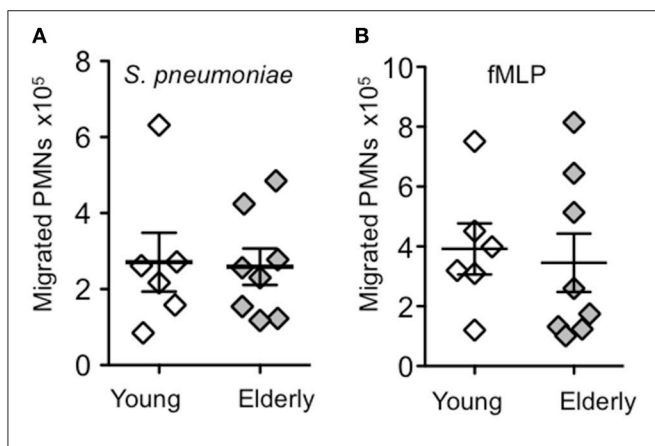 A
S. pneumoniae
Migrated PMNs x10⁵
8
6
4
2
0
Young
Elderly
B
fMLP
Migrated PMNs x10⁵
10
8
6
4
2
0
Young
Elderly